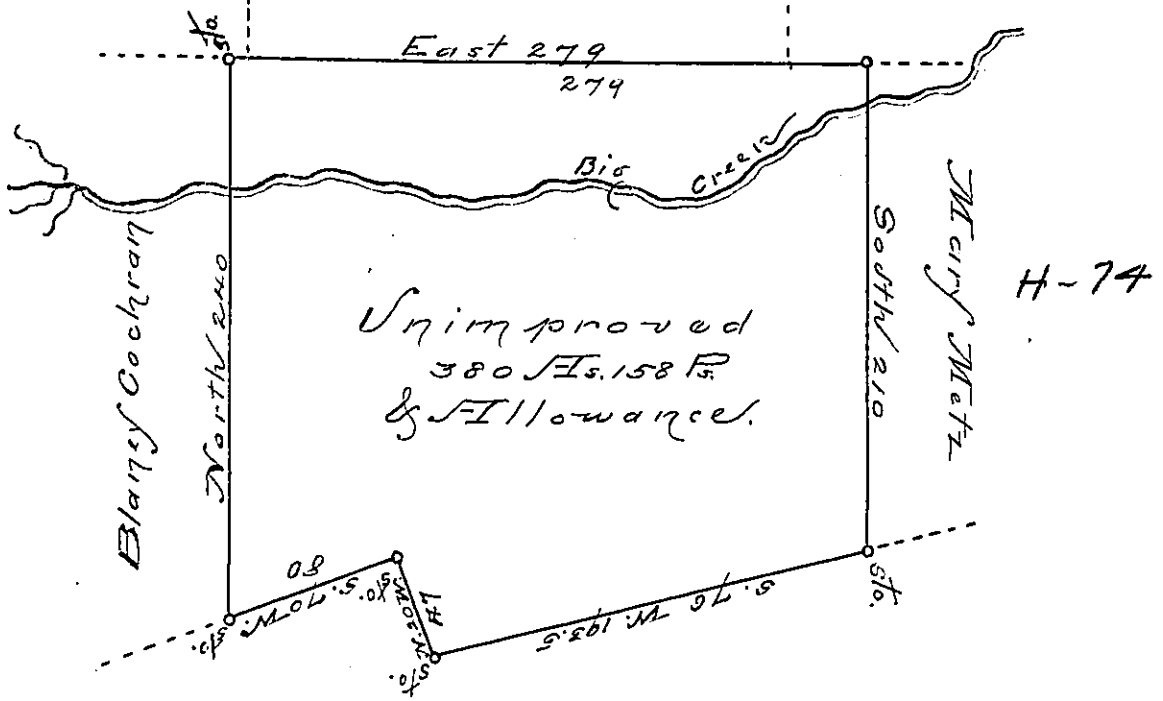 Sto.
East 279
279
Big Creek
Blaney Cochran
North 240
South 210
Mary Metz
H-74
Unimproved
380 As. 158 Ps.
& Allowance.
S. 70 W. 80
Sto.
Sto.
N. 20 W. 47
Sto.
S. 76 W. 193.5
Sto.